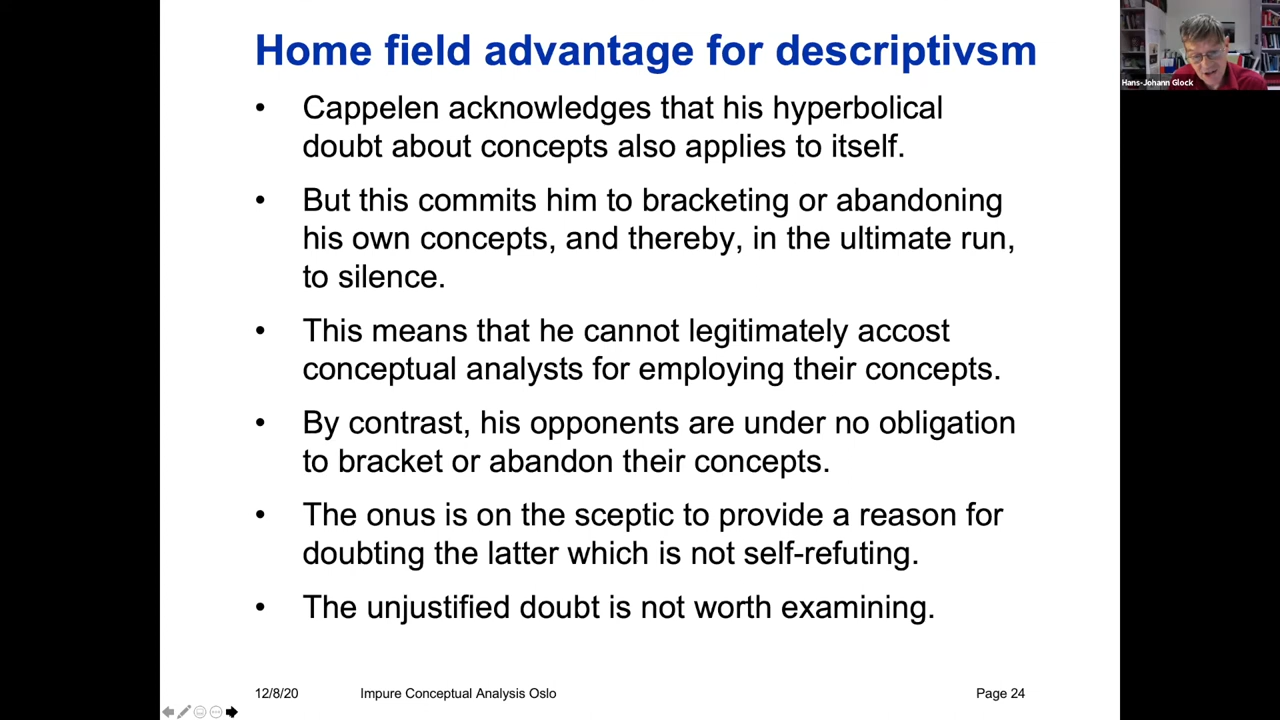 Home field advantage for descriptivsm
• Cappelen acknowledges that his hyperbolical
doubt about concepts also applies to itself.
• But this commits him to bracketing or abandoning
his own concepts, and thereby, in the ultimate run,
to silence.
• This means that he cannot legitimately accost
conceptual analysts for employing their concepts.
• By contrast, his opponents are under no obligation
to bracket or abandon their concepts.
• The onus is on the sceptic to provide a reason for
doubting the latter which is not self-refuting.
• The unjustified doubt is not worth examining.
12/8/20 Impure Conceptual Analysis Oslo Page 24
Hans-Johann Glock